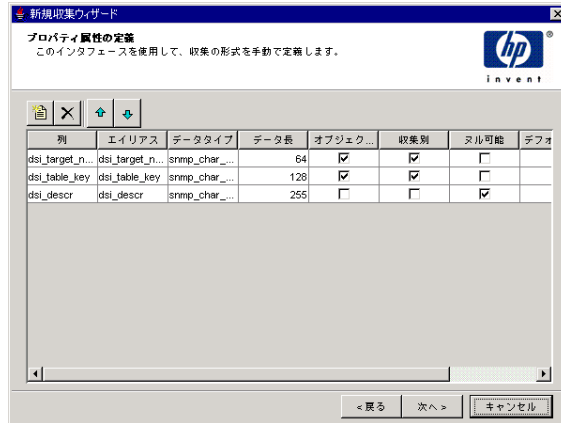 新規収集ウィザード
プロパティ属性の定義
このインタフェースを使用して、収集の形式を手動で定義します。
hp
®
invent
列 エイリアス データタイプ データ長 オブジェク... 収集別 ヌル可能 デフォ
dsi_target_n... dsi_target_n... snmp_char_... 64
dsi_table_key dsi_table_key snmp_char_... 128
dsi_descr dsi_descr snmp_char_... 255
<戻る 次へ> キャンセル